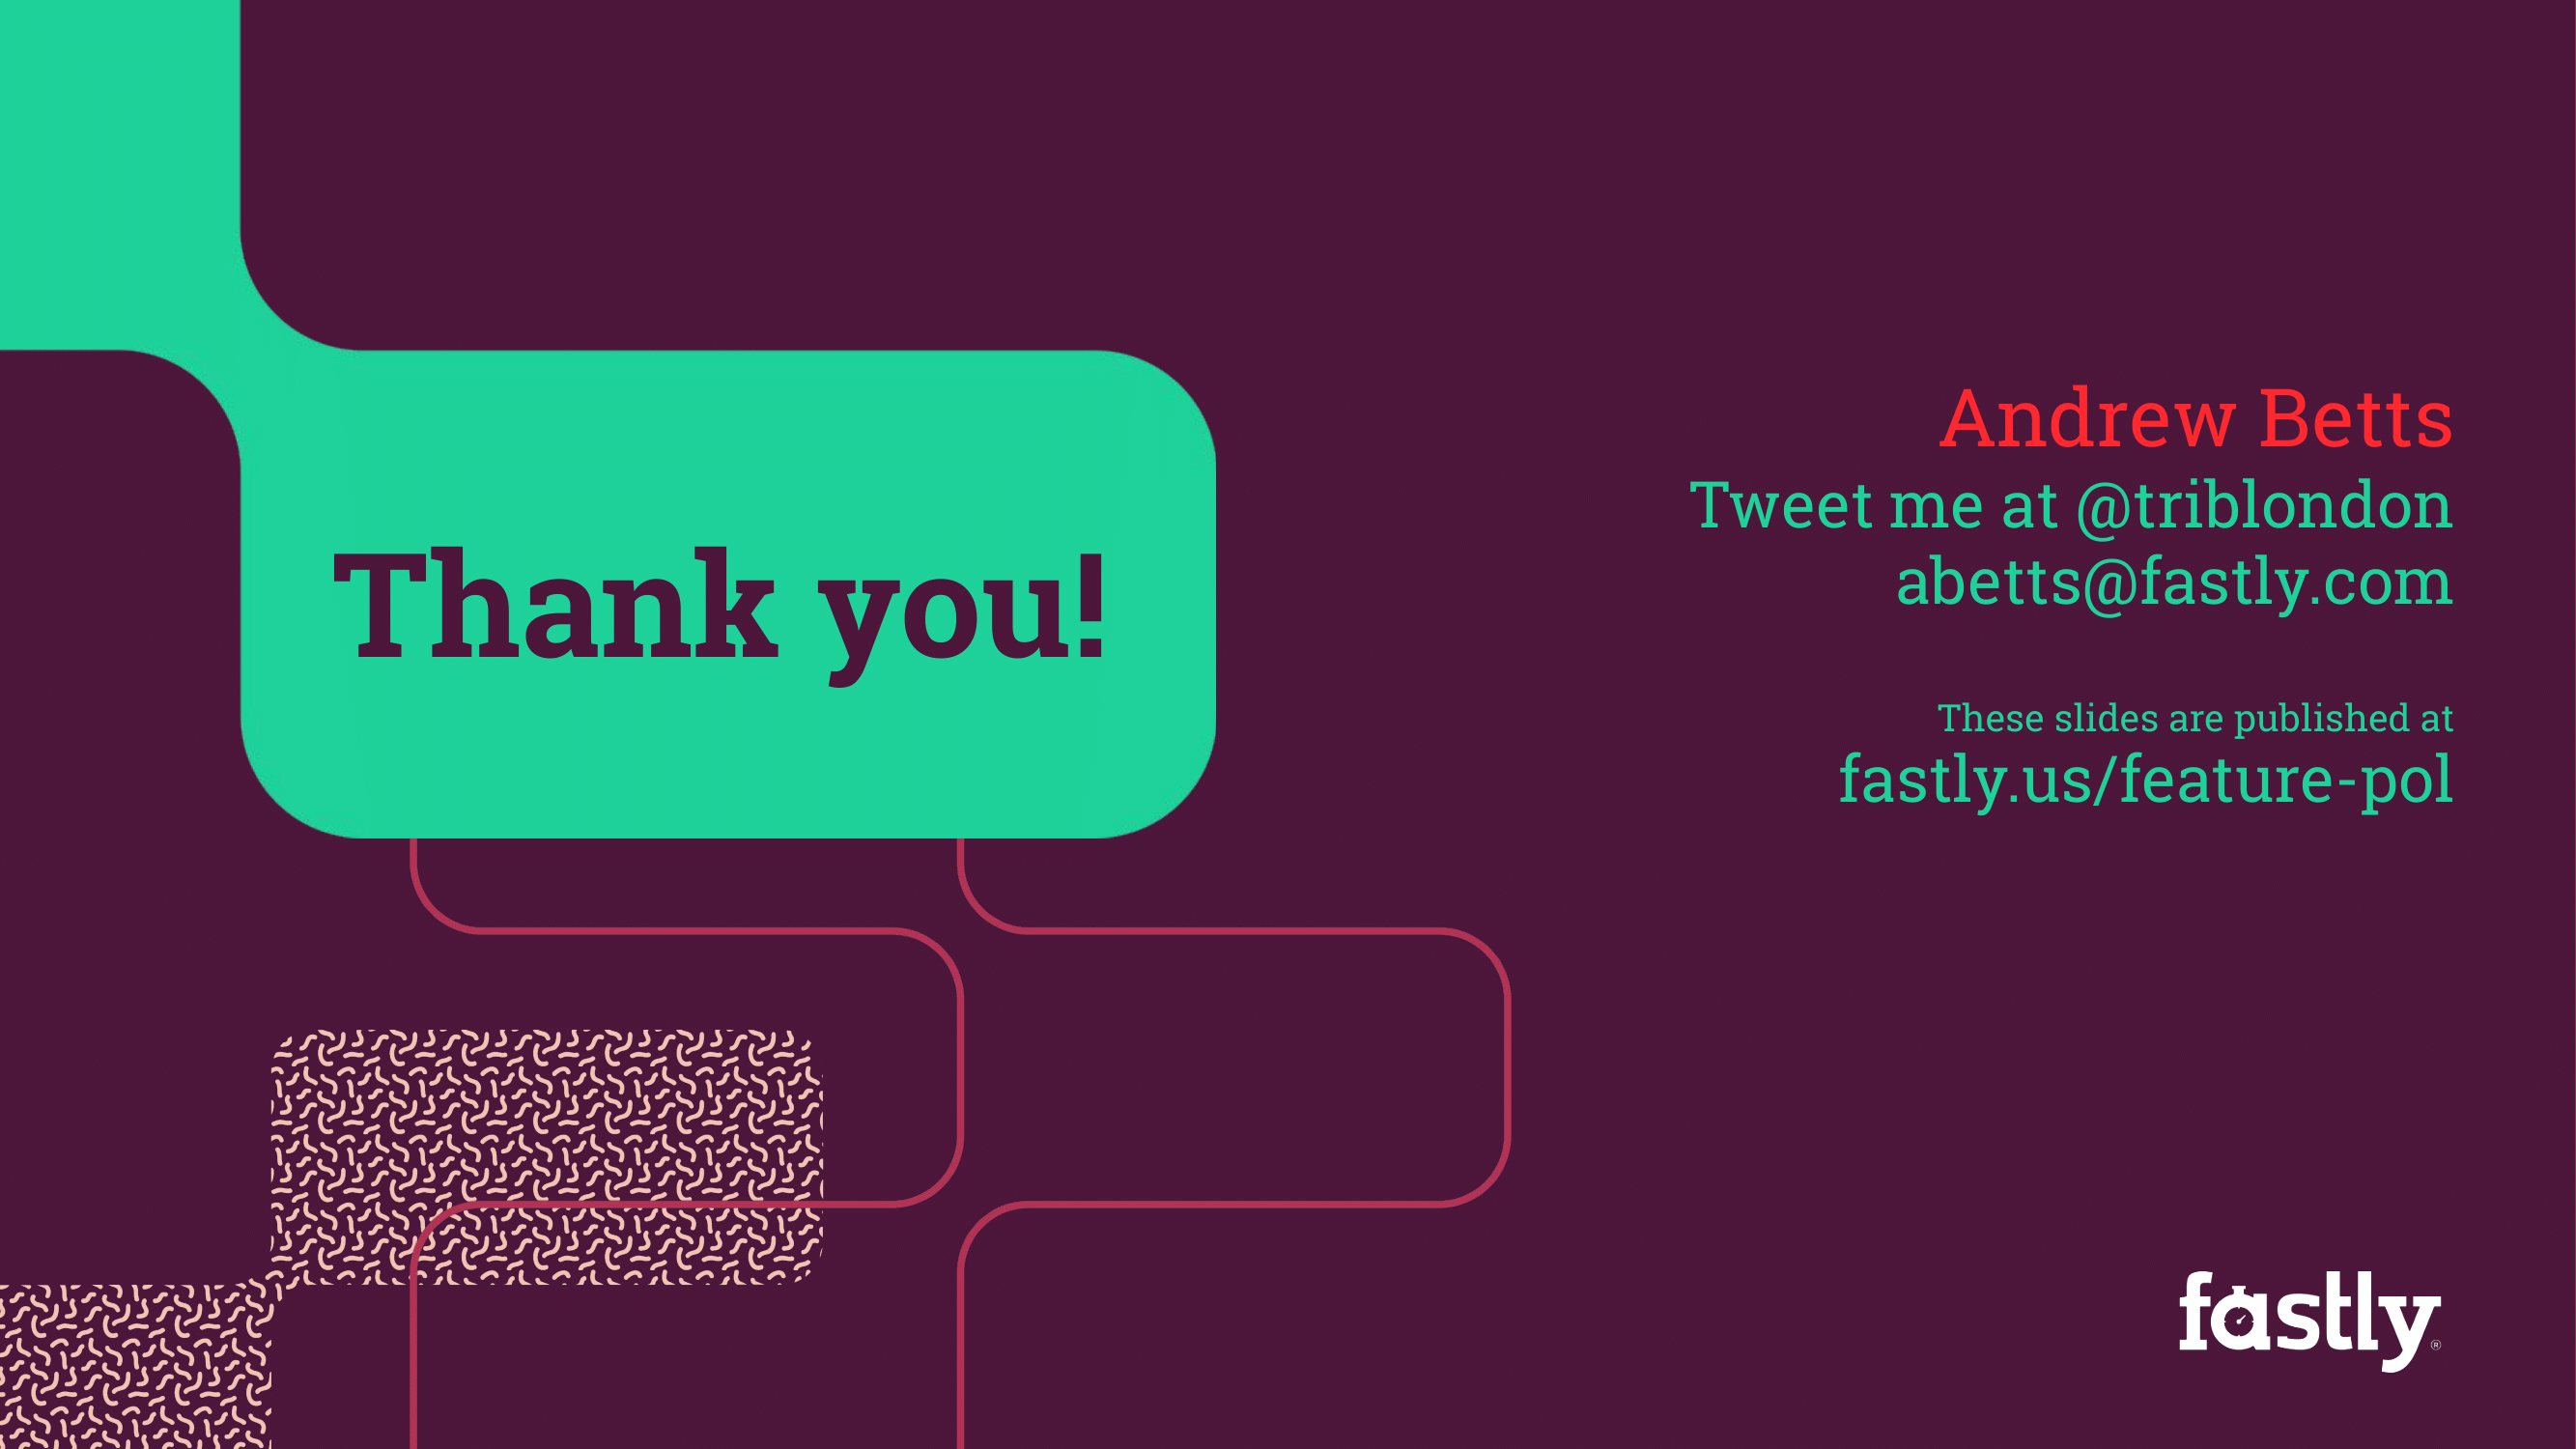 Thank you!
Andrew Betts
Tweet me at @triblondon
abetts@fastly.com
These slides are published at
fastly.us/feature-pol
fastly®